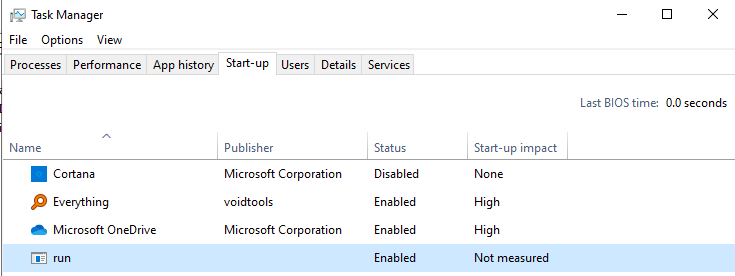 Task Manager
File Options View
Processes Performance App history Start-up Users Details Services
Last BIOS time: 0.0 seconds
Name Publisher Status Start-up impact
Cortana Microsoft Corporation Disabled None
Everything voidtools Enabled High
Microsoft OneDrive Microsoft Corporation Enabled High
run Enabled Not measured